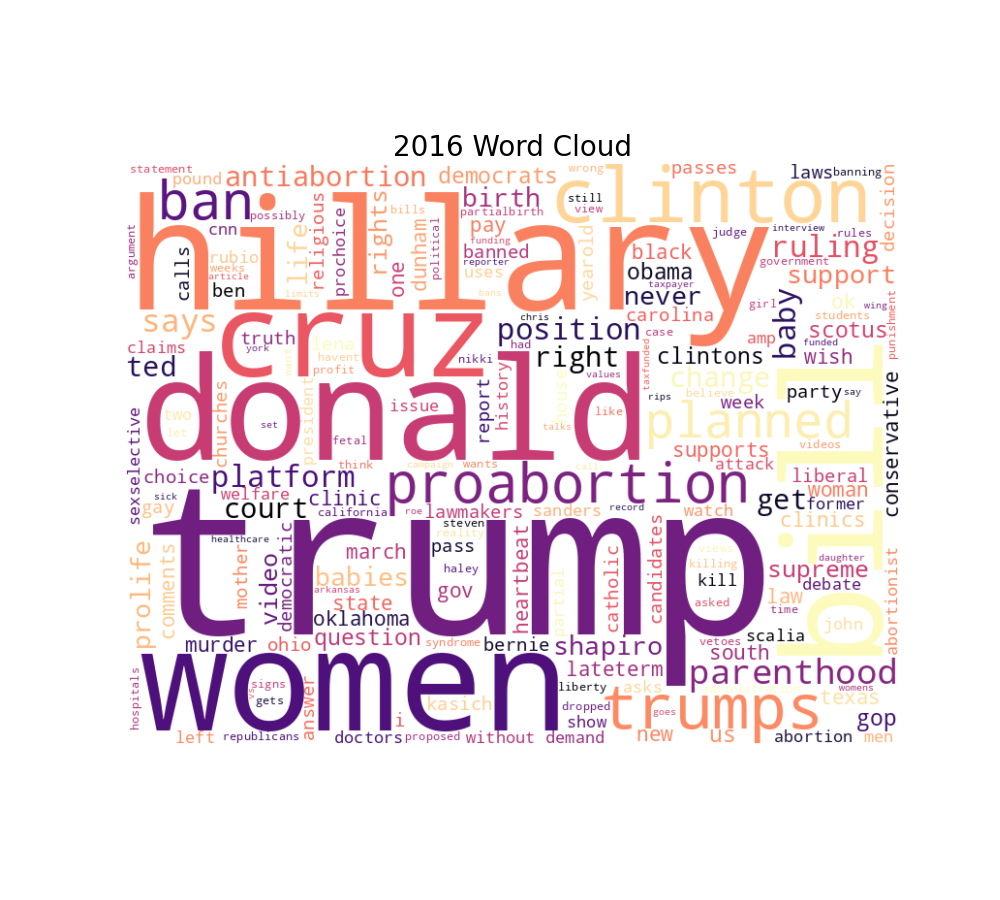 2016 Word Cloud
statement
pound
antiabortion
democrats
wrong
passes
laws
banning
decision
ban
possibly
cnn
calls
rubio
weeks
article
ben
argument
life
religious
prochoice
rights
bills
one
dunham
political
birth
partialbirth
pay
funding
banned
reporter
uses
bans
limits
still
view
yearold
clinton
black
obama
taxpayer
never
carolina
judge
interview
rules
ruling
government
support
hillary
says
claims
ted
truth
york
lena
havent
profit
want
cruz
chris
position
had
nikki
right
case
values
clintons
amp
girl
baby
ok
students
wing
scotus
funded
wish
punishment
taxfunded
change
believe
rips
week
party
say
conservative
donald
issue
report
history
house
like
talks
planned
videos
bill
churches
two
let
set
president
fetal
think
campaign
wants
call
supports
attack
sexselective
choice
platform
welfare
proabortion
liberal
woman
get
former
clinics
sick
gay
court
clinic
california
roe
lawmakers
sanders
record
watch
steven
reality
healthcare
democratic
video
mother
march
babies
arkansas
state
oklahoma
question
pass
haley
gov
heartbeat
partial
catholic
candidates
views
killing
kill
asked
supreme
daughter
debate
law
time
john
abortionist
prolife
comments
trump
murder
ohio
syndrome
bernie
shapiro
lateterm
vetoes
south
scalia
parenthood
hospitals
women
vs
signs
gets
answer
i
kasich
liberty
asks
dropped
show
trumps
goes
womens
texas
gop
left
republicans
doctors
proposed
without
demand
new
us
abortion
men